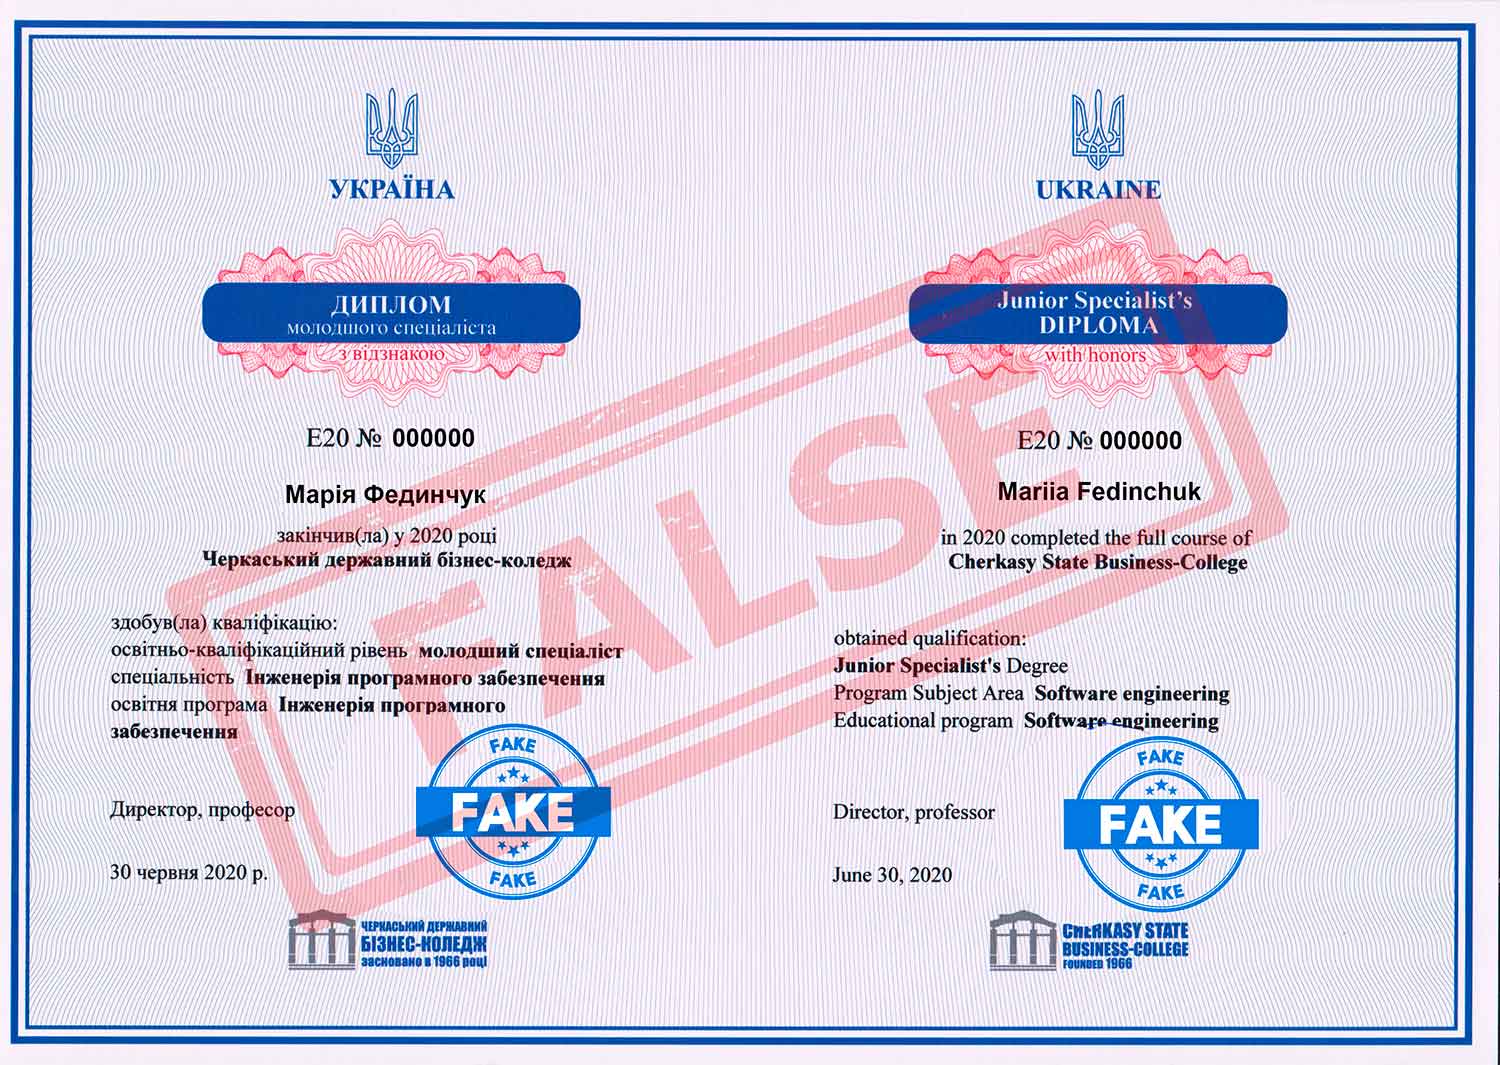 УКРАЇНА
ДИПЛОМ
молодшого спеціаліста
з відзнакою
Е20 № 000000
Марія Фединчук
закінчив(ла) у 2020 році
Черкаський державний бізнес-коледж
здобув(ла) кваліфікацію:
освітньо-кваліфікаційний рівень молодший спеціаліст
спеціальність Інженерія програмного забезпечення
освітня програма Інженерія програмного
забезпечення
Директор, професор
30 червня 2020 р.
FAKE
FAKE
FAKE
ЧЕРКАСЬКИЙ ДЕРЖАВНИЙ
БІЗНЕС-КОЛЕДЖ
засновано в 1966 році
UKRAINE
Junior Specialist's
DIPLOMA
with honors
E20 № 000000
Mariia Fedinchuk
in 2020 completed the full course of
Cherkasy State Business-College
obtained qualification:
Junior Specialist's Degree
Program Subject Area Software engineering
Educational program Software engineering
Director, professor
June 30, 2020
FAKE
FAKE
FAKE
CHERKASY STATE
BUSINESS-COLLEGE
FOUNDED 1966
FALSE